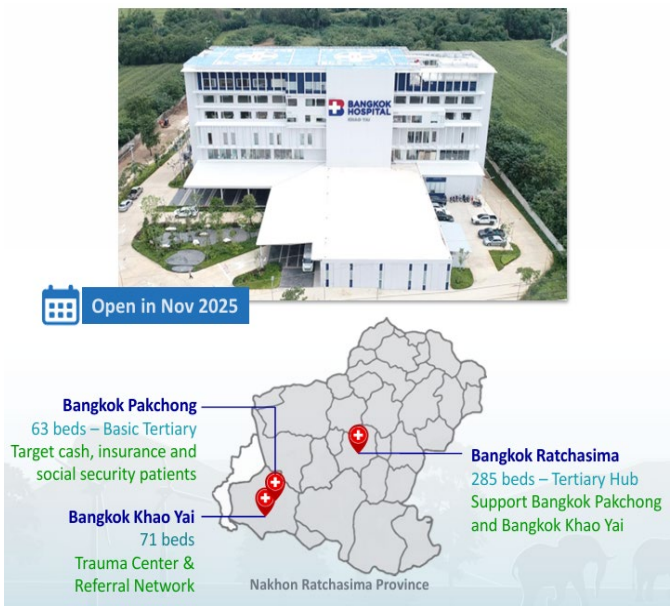 BANGKOK
HOSPITAL
KHAO YAI
Open in Nov 2025
Bangkok Pakchong
63 beds – Basic Tertiary
Target cash, insurance and
social security patients
Bangkok Khao Yai
71 beds
Trauma Center &
Referral Network
Bangkok Ratchasima
285 beds – Tertiary Hub
Support Bangkok Pakchong
and Bangkok Khao Yai
Nakhon Ratchasima Province